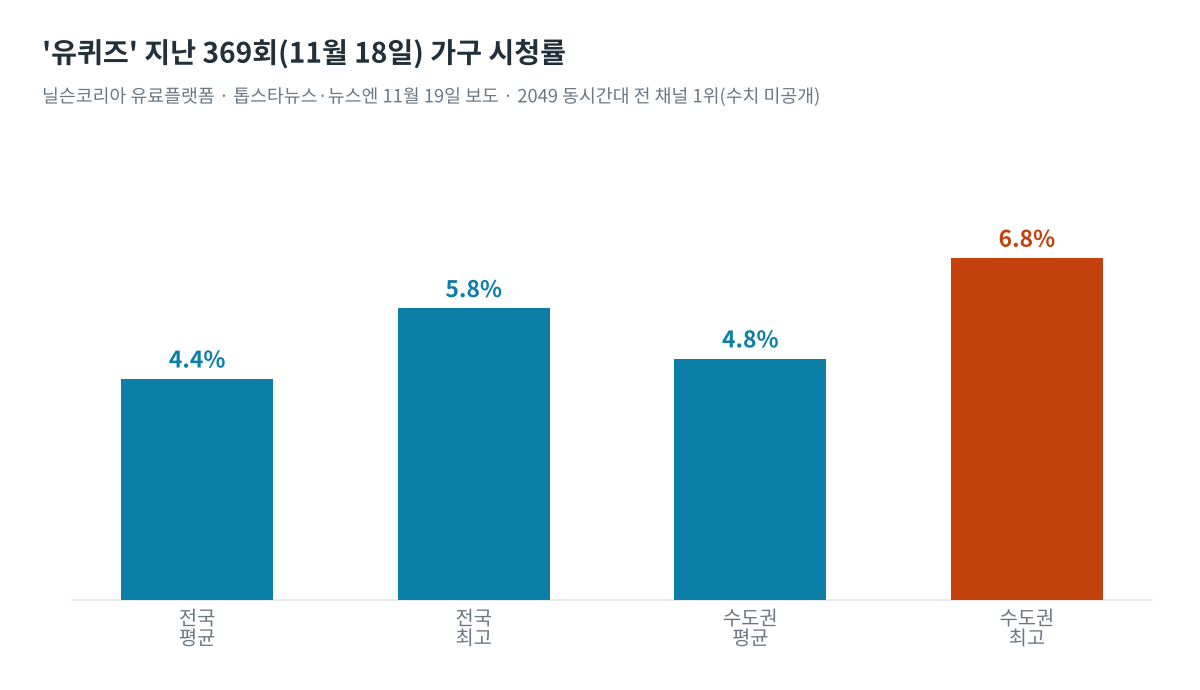 '유퀴즈' 지난 369회(11월 18일) 가구 시청률
닐슨코리아 유료플랫폼 · 톱스타뉴스·뉴스엔 11월 19일 보도 · 2049 동시간대 전 채널 1위(수치 미공개)
4.4%
5.8%
4.8%
6.8%
전국
평균
전국
최고
수도권
평균
수도권
최고